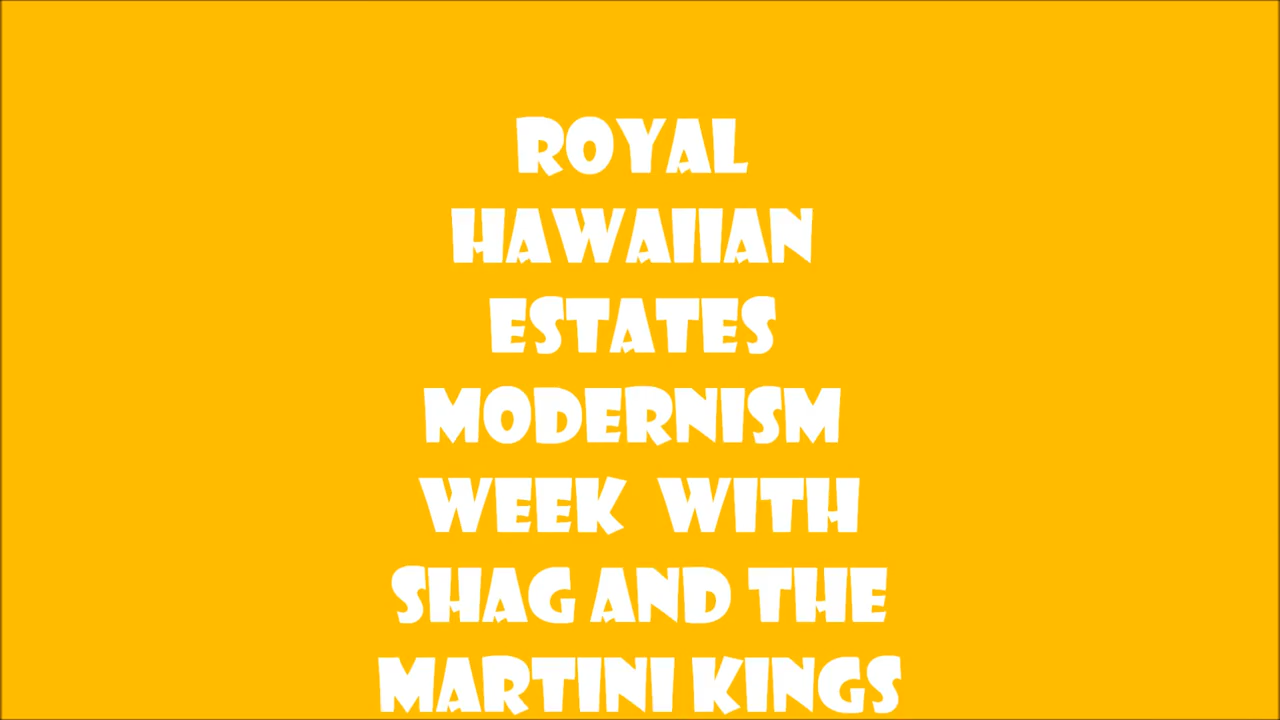 ROYAL
HAWAIIAN
ESTATES
MODERNISM
WEEK  WITH
SHAG AND THE
MARTINI KINGS